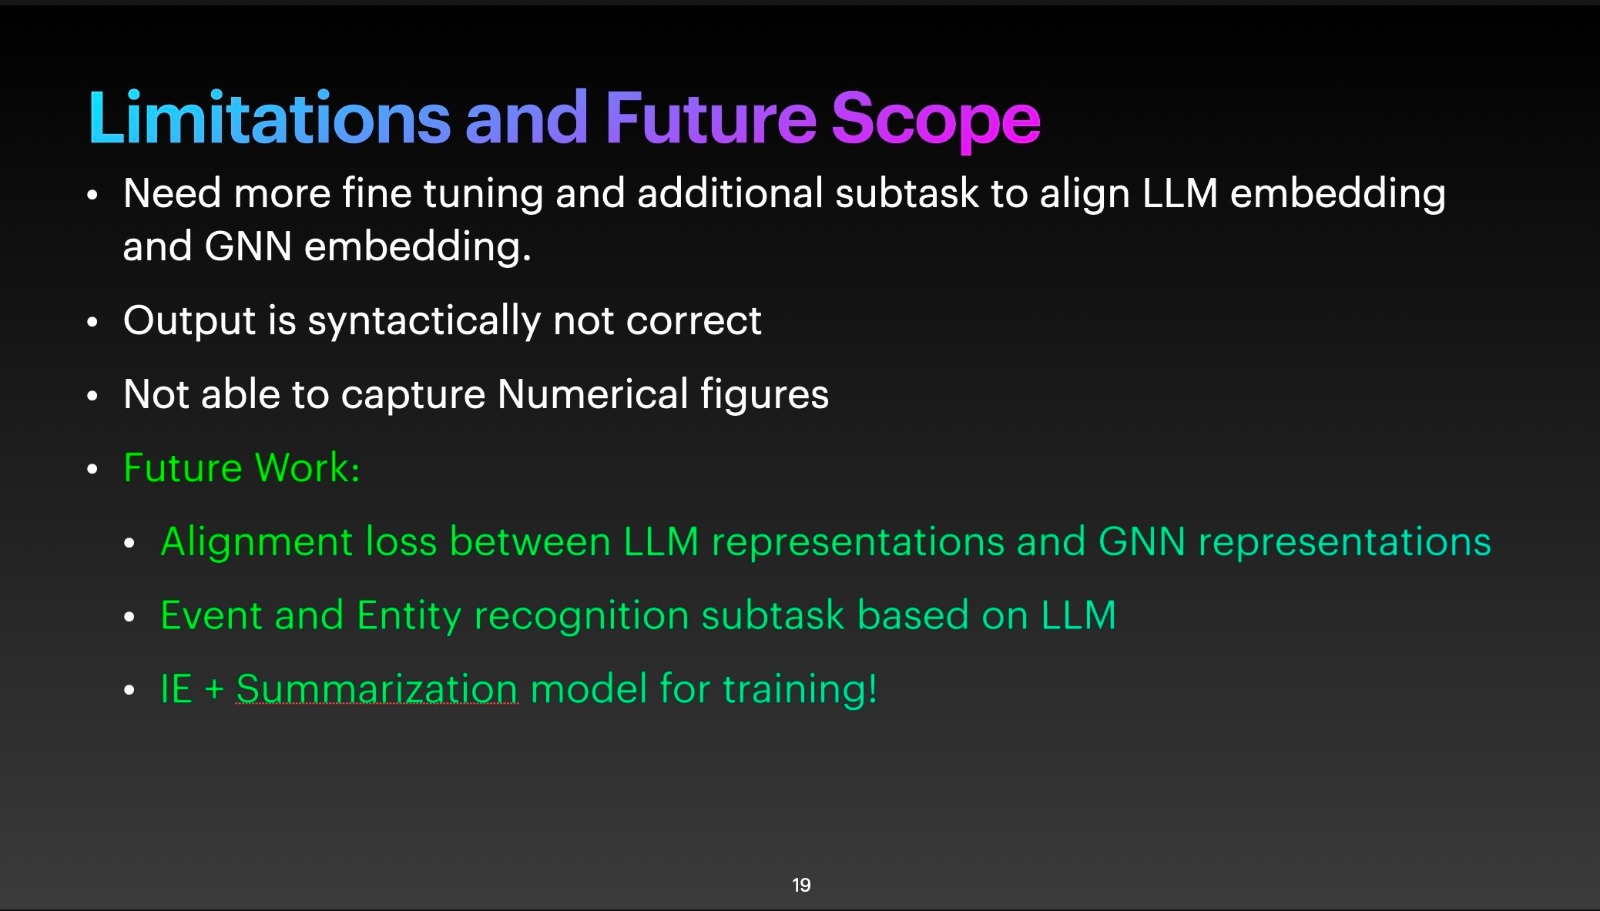 Limitations and Future Scope
• Need more fine tuning and additional subtask to align LLM embedding
and GNN embedding.
• Output is syntactically not correct
• Not able to capture Numerical figures
• Future Work:
• Alignment loss between LLM representations and GNN representations
• Event and Entity recognition subtask based on LLM
• IE + Summarization model for training!
19